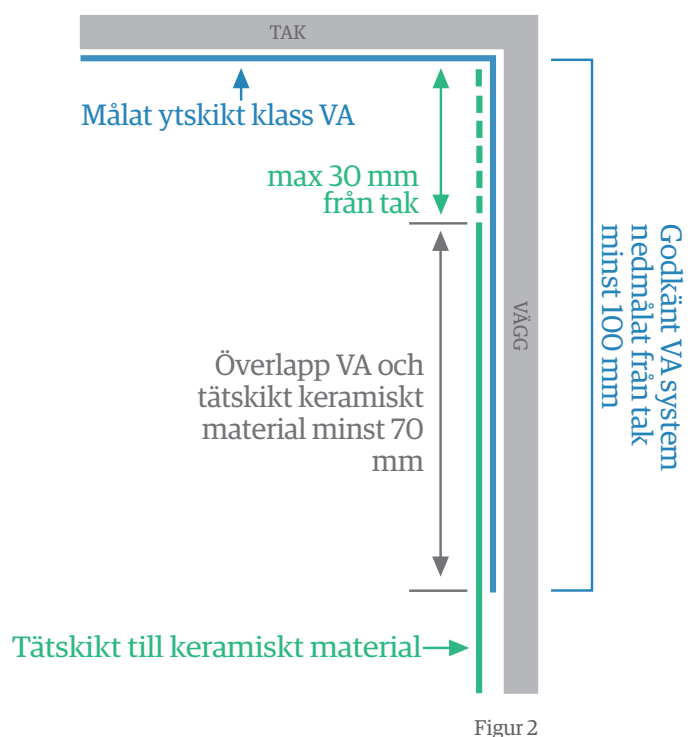 TAK
Målat ytskikt klass VA
max 30 mm
från tak
Överlapp VA och
tätskikt keramiskt
material minst 70
mm
VÄGG
Godkänt VA system
nedmålat från tak
minst 100 mm
Tätskikt till keramiskt material
Figur 2